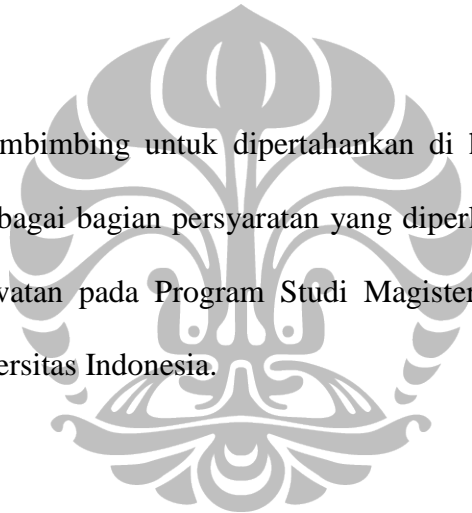 mbimbing untuk dipertahankan di
bagai bagian persyaratan yang diperl
watan pada Program Studi Magister
ersitas Indonesia.